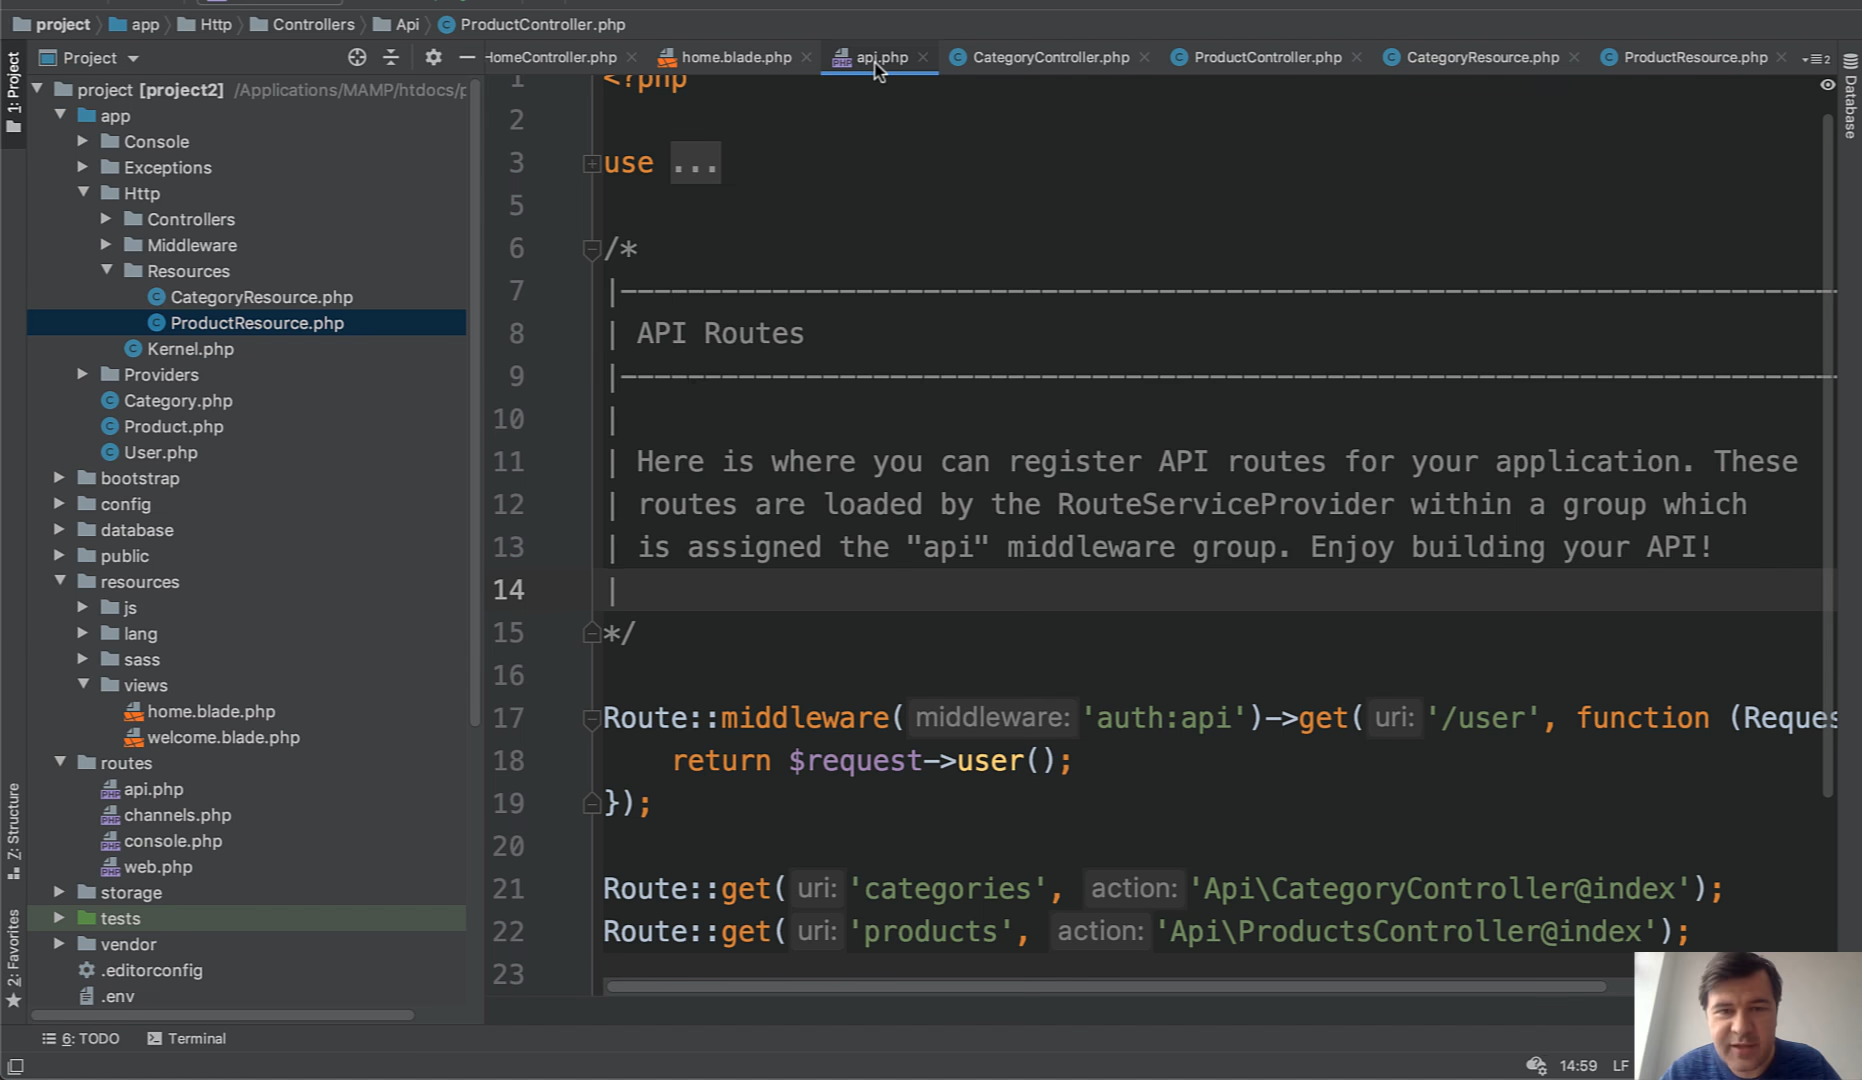 project app Http Controllers Api ProductController.php
Project
HomeController.php home.blade.php api.php CategoryController.php ProductController.php CategoryResource.php ProductResource.php
1: Project
Z: Structure
2: Favorites
Database
project [project2] /Applications/MAMP/htdocs/p
app
Console
Exceptions
Http
Controllers
Middleware
Resources
CategoryResource.php
ProductResource.php
Kernel.php
Providers
Category.php
Product.php
User.php
bootstrap
config
database
public
resources
js
lang
sass
views
home.blade.php
welcome.blade.php
routes
api.php
channels.php
console.php
web.php
storage
tests
vendor
.editorconfig
.env
1 <?php
2
3 use ...
5
6 /*
7 |--------------------------------------------------------------------------
8 | API Routes
9 |--------------------------------------------------------------------------
10 |
11 | Here is where you can register API routes for your application. These
12 | routes are loaded by the RouteServiceProvider within a group which
13 | is assigned the "api" middleware group. Enjoy building your API!
14 |
15 */
16
17 Route::middleware( middleware: 'auth:api')->get( uri: '/user', function (Reques
18 return $request->user();
19 });
20
21 Route::get( uri: 'categories', action: 'Api\CategoryController@index');
22 Route::get( uri: 'products', action: 'Api\ProductsController@index');
23
6: TODO Terminal
14:59 LF